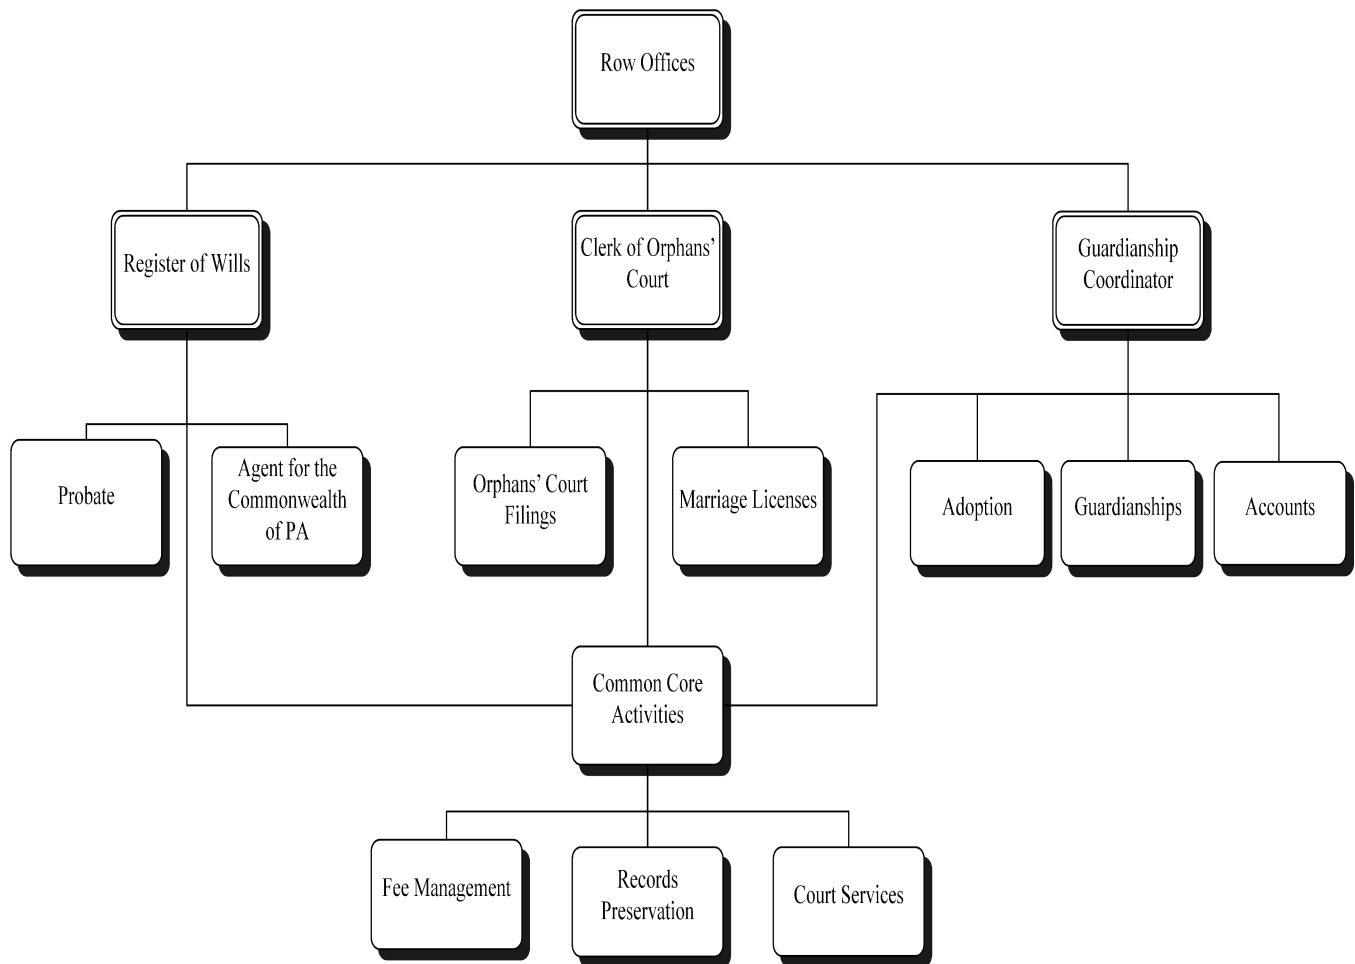 Row Offices
Register of Wills
Clerk of Orphans’
Court
Guardianship
Coordinator
Probate
Agent for the
Commonwealth
of PA
Orphans’ Court
Filings
Marriage Licenses
Adoption
Guardianships
Accounts
Common Core
Activities
Fee Management
Records
Preservation
Court Services